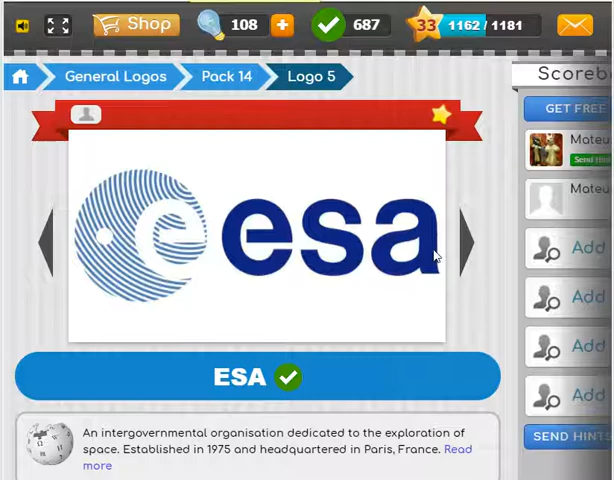 Shop 108 + 687 33 1162 / 1181
General Logos Pack 14 Logo 5
Scoreb
GET FREE
Mateu
Send Hin
Mateu
e esa
Add
Add
Add
Add
ESA
SEND HINTS
An intergovernmental organisation dedicated to the exploration of
space. Established in 1975 and headquartered in Paris, France. Read
more